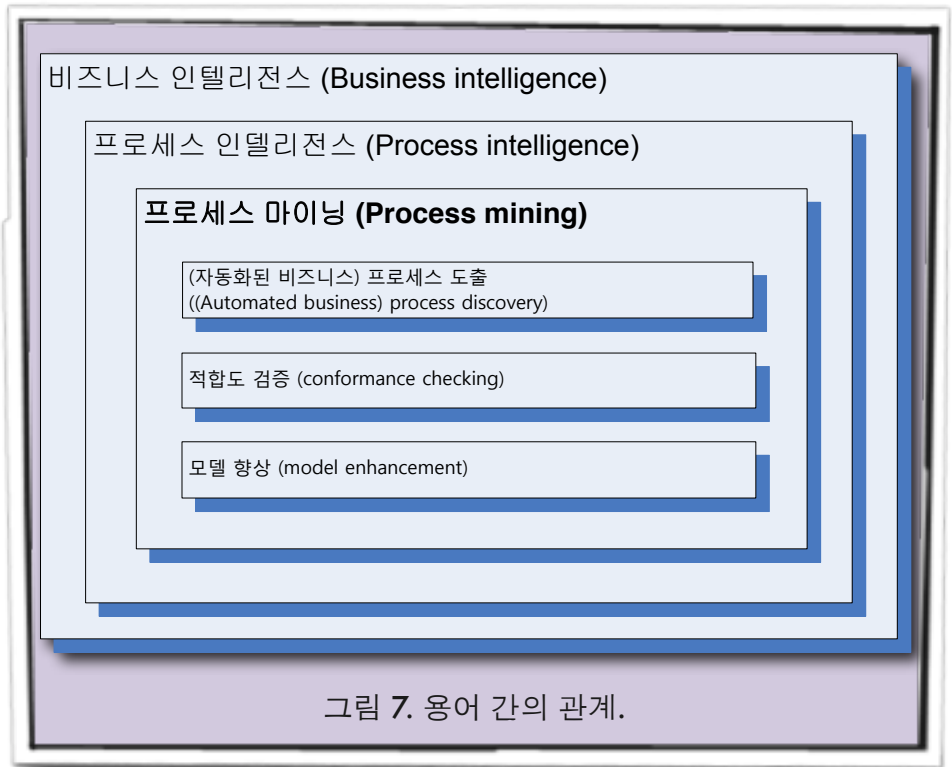 비즈니스 인텔리전스 (Business intelligence)
프로세스 인델리전스 (Process intelligence)
프로세스 마이닝 (Process mining)
(자동화된 비즈니스) 프로세스 도출
((Automated business) process discovery)
적합도 검증 (conformance checking)
모델 향상 (model enhancement)
그림 7. 용어 간의 관계.